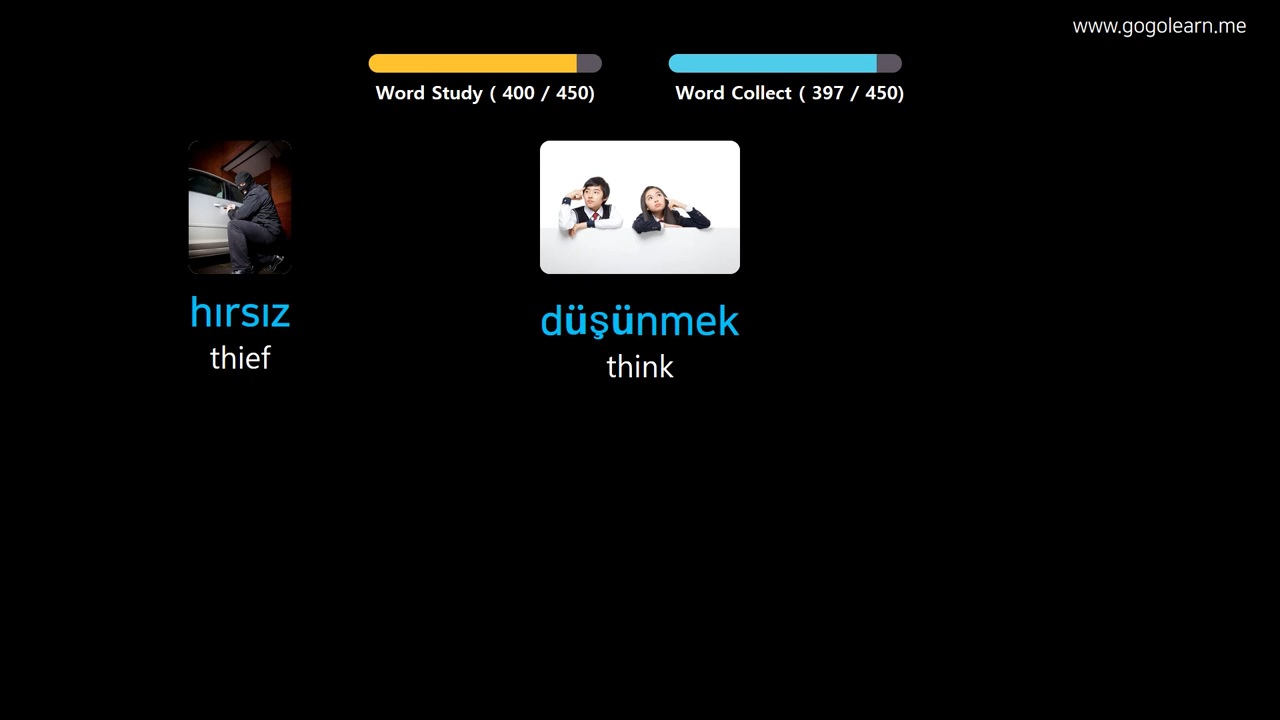 www.gogolearn.me
Word Study ( 400 / 450)
Word Collect ( 397 / 450)
hırsız
thief
düşünmek
think